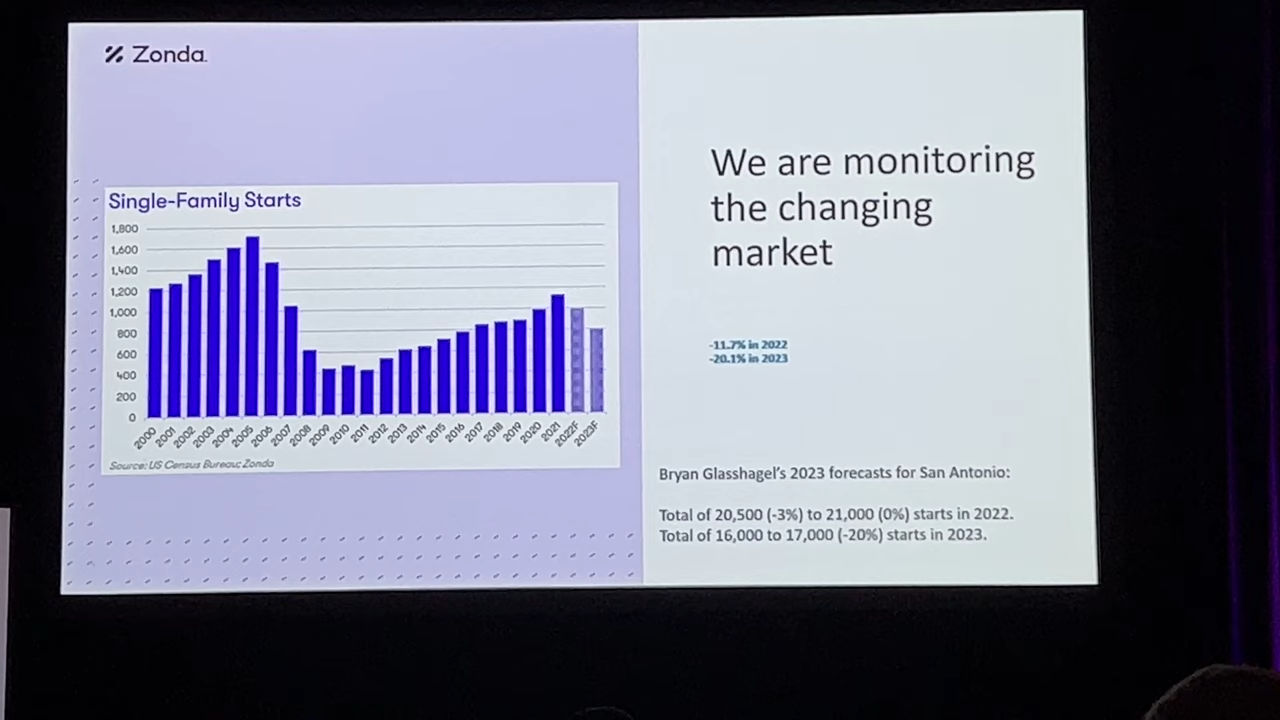 Zonda.
Single-Family Starts
1,800
1,600
1,400
1,200
1,000
800
600
400
200
0
2000
2001
2002
2003
2004
2005
2006
2007
2008
2009
2010
2011
2012
2013
2014
2015
2016
2017
2018
2019
2020
2021
2022F
2023F
Source: US Census Bureau; Zonda
We are monitoring
the changing
market
-11.7% in 2022
-20.1% in 2023
Bryan Glasshagel's 2023 forecasts for San Antonio:
Total of 20,500 (-3%) to 21,000 (0%) starts in 2022.
Total of 16,000 to 17,000 (-20%) starts in 2023.